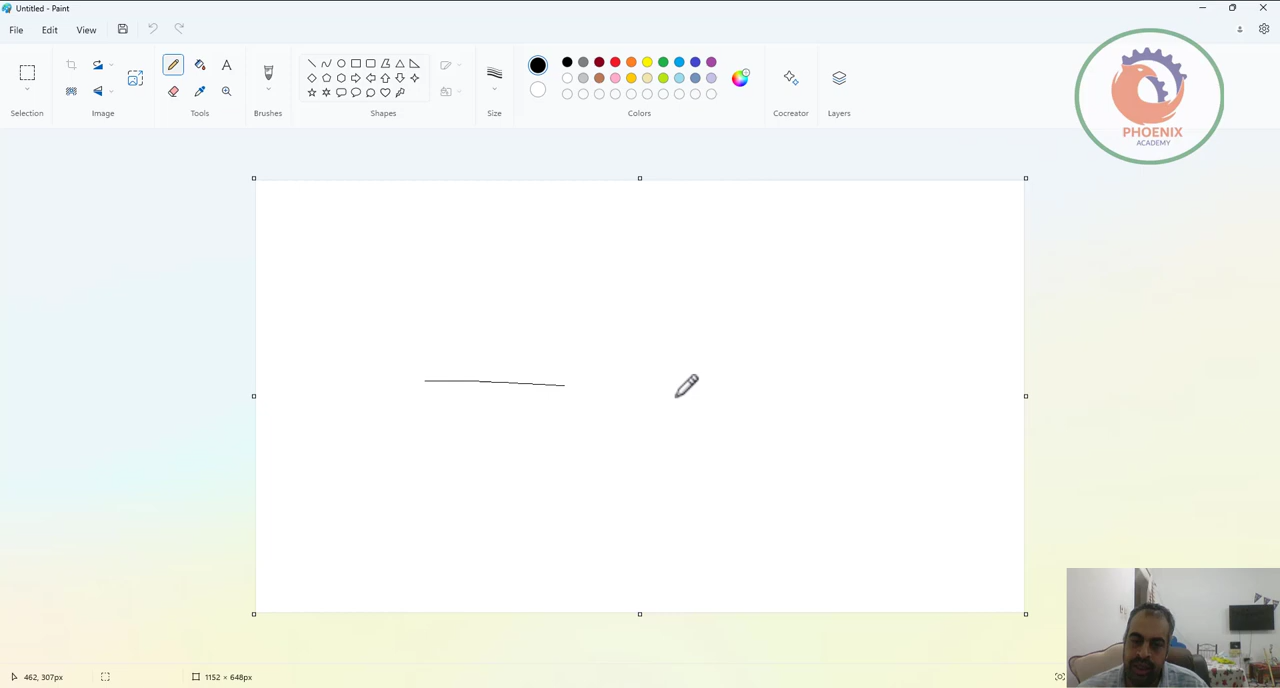 Untitled - Paint
File
Edit
View
Selection
Image
Tools
Brushes
Shapes
Size
Colors
Cocreator
Layers
PHOENIX
ACADEMY
462, 307px
1152 × 648px